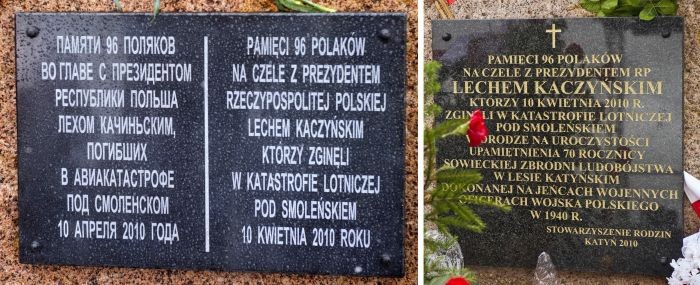 ПАМЯТИ 96 ПОЛЯКОВ
ВО ГЛАВЕ С ПРЕЗИДЕНТОМ
РЕСПУБЛИКИ ПОЛЬША
ЛЕХОМ КАЧИНЬСКИМ,
ПОГИБШИХ
В АВИАКАТАСТРОФЕ
ПОД СМОЛЕНСКОМ
10 АПРЕЛЯ 2010 ГОДА
PAMIĘCI 96 POLAKÓW
NA CZELE Z PREZYDENTEM
RZECZYPOSPOLITEJ POLSKIEJ
LECHEM KACZYŃSKIM
KTÓRZY ZGINĘLI
W KATASTROFIE LOTNICZEJ
POD SMOLEŃSKIEM
10 KWIETNIA 2010 ROKU
PAMIĘCI 96 POLAKÓW
NA CZELE Z PREZYDENTEM RP
LECHEM KACZYŃSKIM
KTÓRZY 10 KWIETNIA 2010 R.
ZGINĘLI W KATASTROFIE LOTNICZEJ
POD SMOLEŃSKIEM
DRODZE NA UROCZYSTOŚCI
UPAMIĘTNIENIA 70 ROCZNICY
SOWIECKIEJ ZBRODNI LUDOBÓJSTWA
W LESIE KATYŃSKIM
DOKONANEJ NA JEŃCACH WOJENNYCH
OFICERACH WOJSKA POLSKIEGO
W 1940 R.
STOWARZYSZENIE RODZIN
KATYŃ 2010